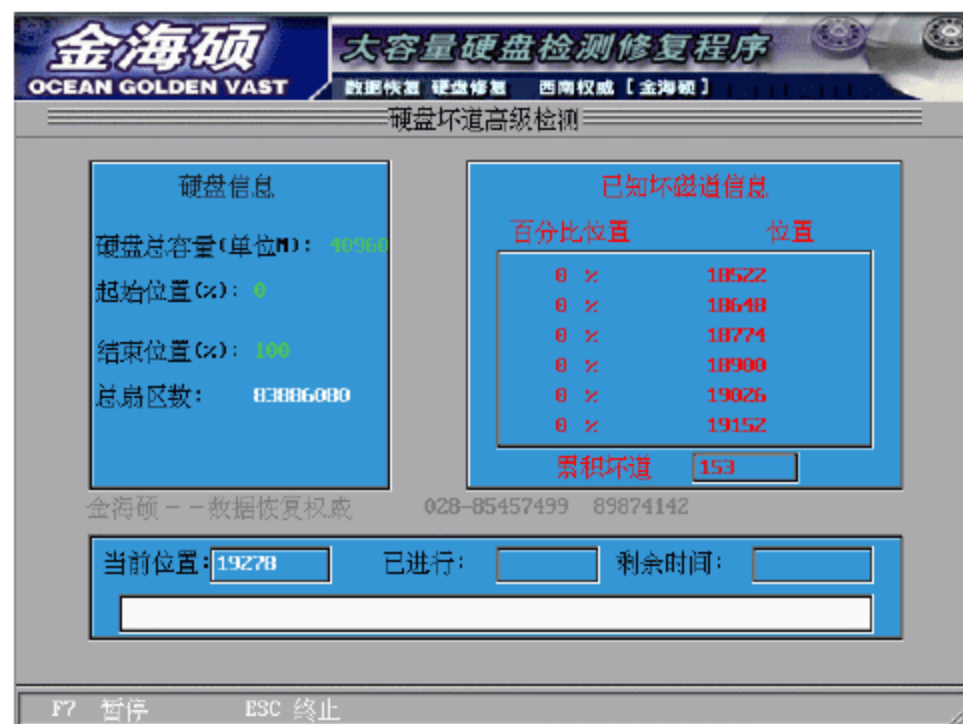 金海硕 大容量硬盘检测修复程序
OCEAN GOLDEN VAST 数据恢复 硬盘修复 西南权威【金海硕】
硬盘坏道高级检测
硬盘信息
硬盘总容量(单位M): 40960
起始位置(%): 0
结束位置(%): 100
总扇区数: 83886080
已知坏磁道信息
百分比位置 位置
0 % 18522
0 % 18648
0 % 18774
0 % 18900
0 % 19026
0 % 19152
累积坏道 153
金海硕--数据恢复权威 028-85457499 89874142
当前位置: 19278 已进行: 剩余时间:
F7 暂停 ESC 终止